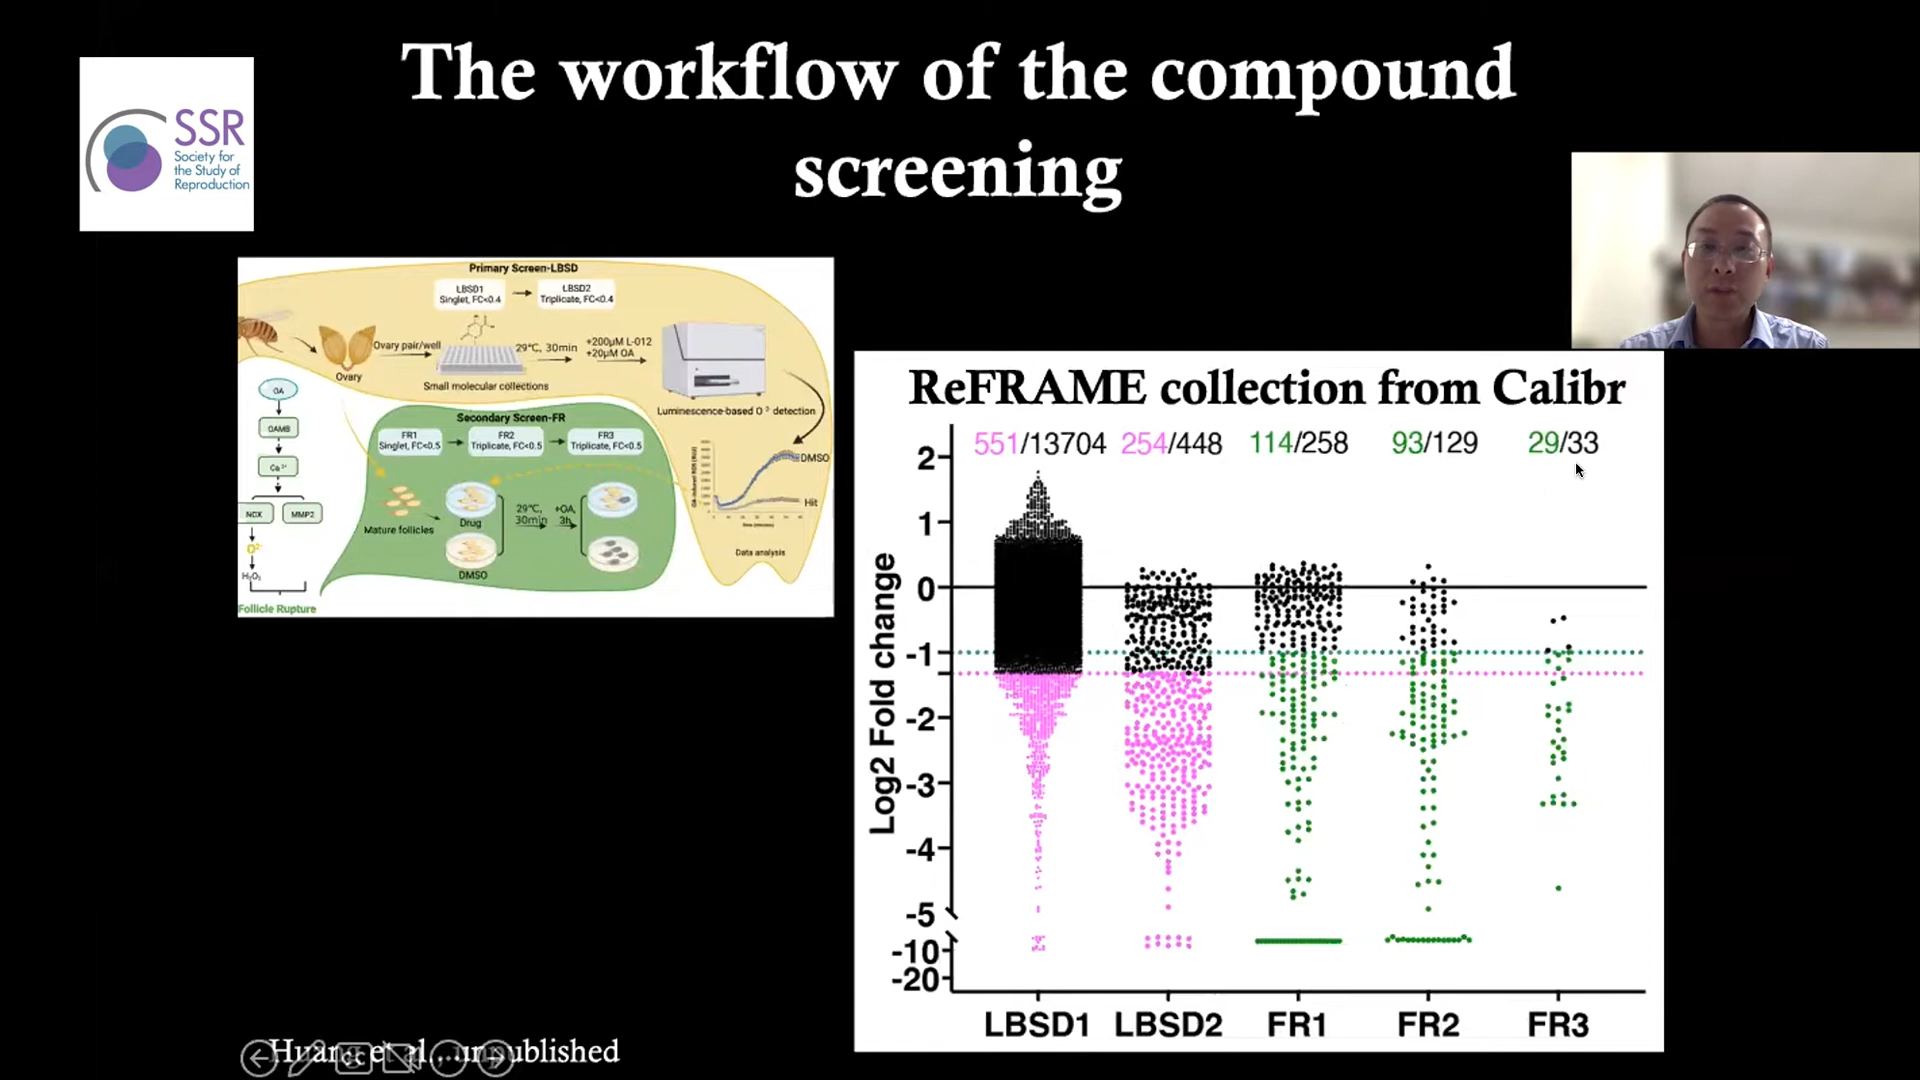 The workflow of the compound
screening
SSR
Society for
the Study of
Reproduction
Primary Screen-LBSD
LBSD1
Singlet, FC<0.4
LBSD2
Triplicate, FC<0.4
Ovary
Ovary pair/well
29℃, 30min
+200μM L-012
+20μM OA
Small molecular collections
Luminescence-based O detection
Secondary Screen-FR
FR1
Singlet, FC<0.5
FR2
Triplicate, FC<0.5
FR3
Triplicate, FC<0.5
OA
OAMB
Ca²⁺
NOX
MMP2
H₂O₂
Follicle Rupture
Mature follicles
Drug
DMSO
29℃,
30min
+OA,
3h
DMSO
Hit
Data analysis
ReFRAME collection from Calibr
551/13704 254/448 114/258 93/129 29/33
Log2 Fold change
2
1
0
-1
-2
-3
-4
-5
-10
-20
LBSD1 LBSD2 FR1 FR2 FR3
Huang et al., unpublished